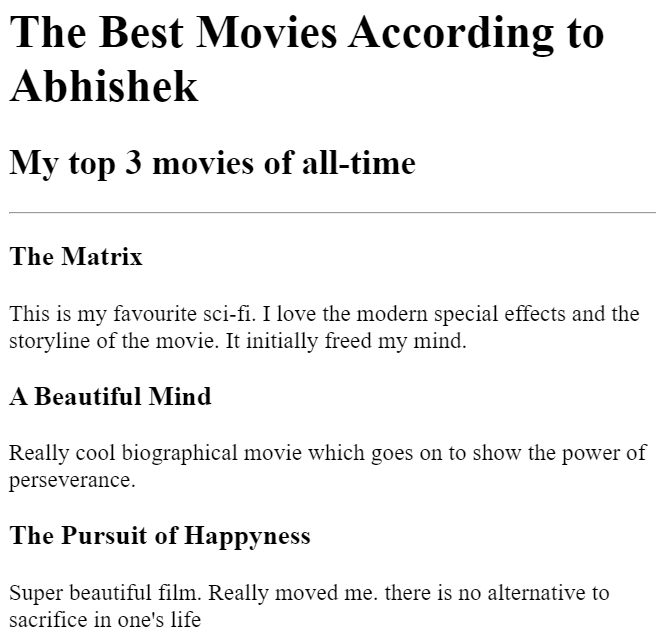 The Best Movies According to
Abhishek
My top 3 movies of all-time
The Matrix
This is my favourite sci-fi. I love the modern special effects and the
storyline of the movie. It initially freed my mind.
A Beautiful Mind
Really cool biographical movie which goes on to show the power of
perseverance.
The Pursuit of Happyness
Super beautiful film. Really moved me. there is no alternative to
sacrifice in one's life